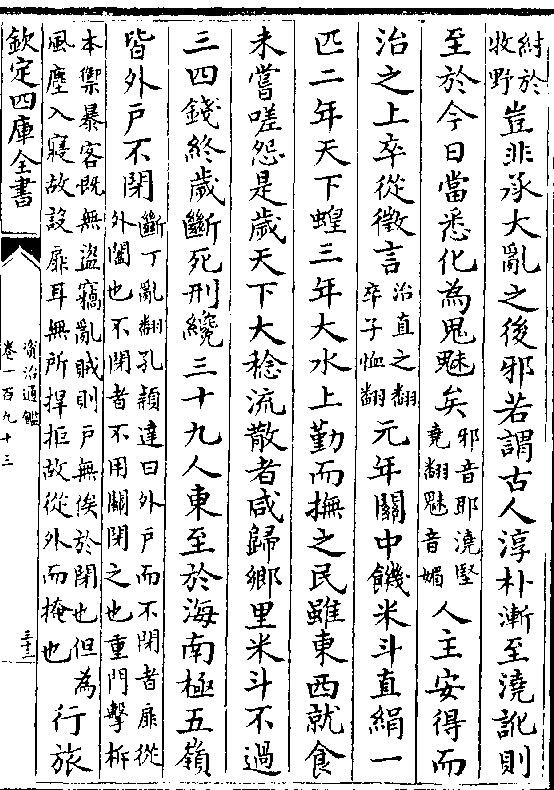 紂於牧野豈非承大亂之後邪若謂古人淳朴漸至澆訛則
至於今日當悉化為鬼魅矣邪音耶澆堅堯翻魅音媚人主安得而
治之上卒從徵言治直之翻卒子恤翻元年關中饑米斗直絹一
匹二年天下蝗三年大水上勤而撫之民雖東西就食
未嘗嗟怨是歲天下大稔流散者咸歸鄉里米斗不過
三四錢終歲斷死刑纔三十九人東至於海南極五嶺
皆外戶不閉斷丁亂翻孔穎達曰外戶而不閉者扉從外闔也不閉者不用關閉之也重門擊柝
本禦暴客既無盜竊亂賊則戶無俟於閉也但為風塵入寢故設扉耳無所捍拒故從外而掩也行旅
欽定四庫全書
資治通鑑
卷一百九十三